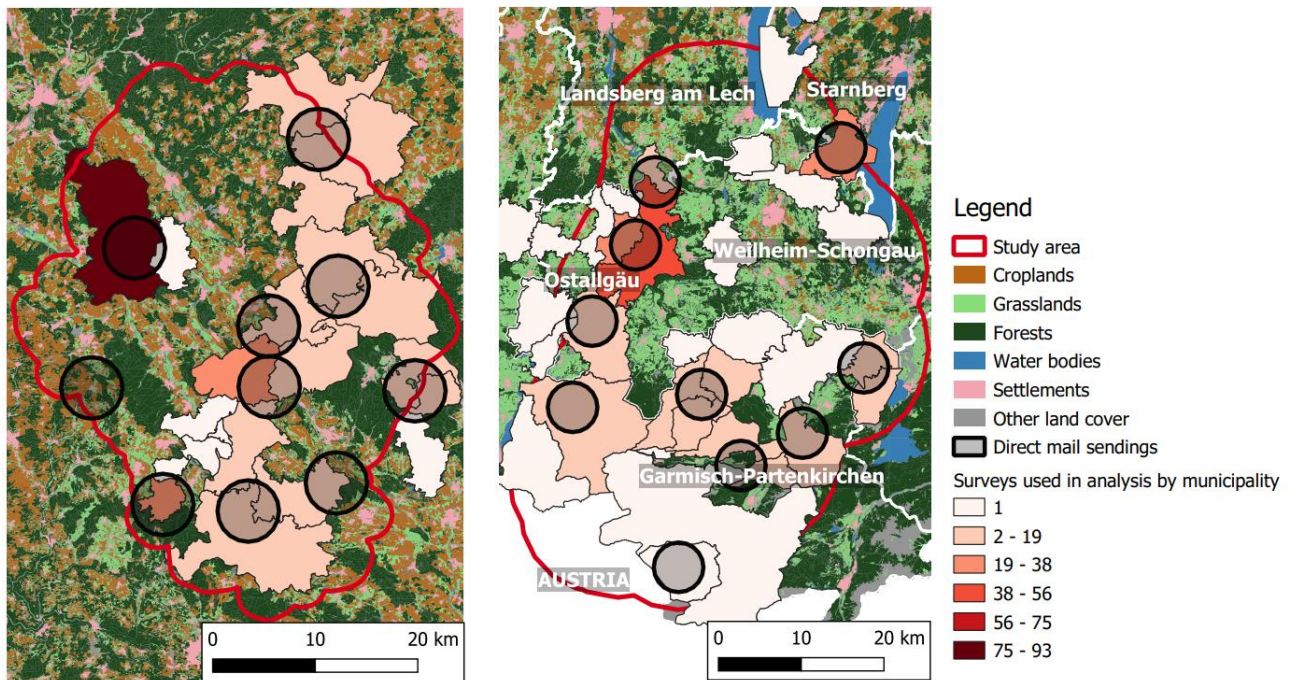 0 10 20 km
Landsberg am Lech
Starnberg
Weilheim-Schongau
Ostallgäu
Garmisch-Partenkirchen
AUSTRIA
0 10 20 km
Legend
Study area
Croplands
Grasslands
Forests
Water bodies
Settlements
Other land cover
Direct mail sendings
Surveys used in analysis by municipality
1
2 - 19
19 - 38
38 - 56
56 - 75
75 - 93